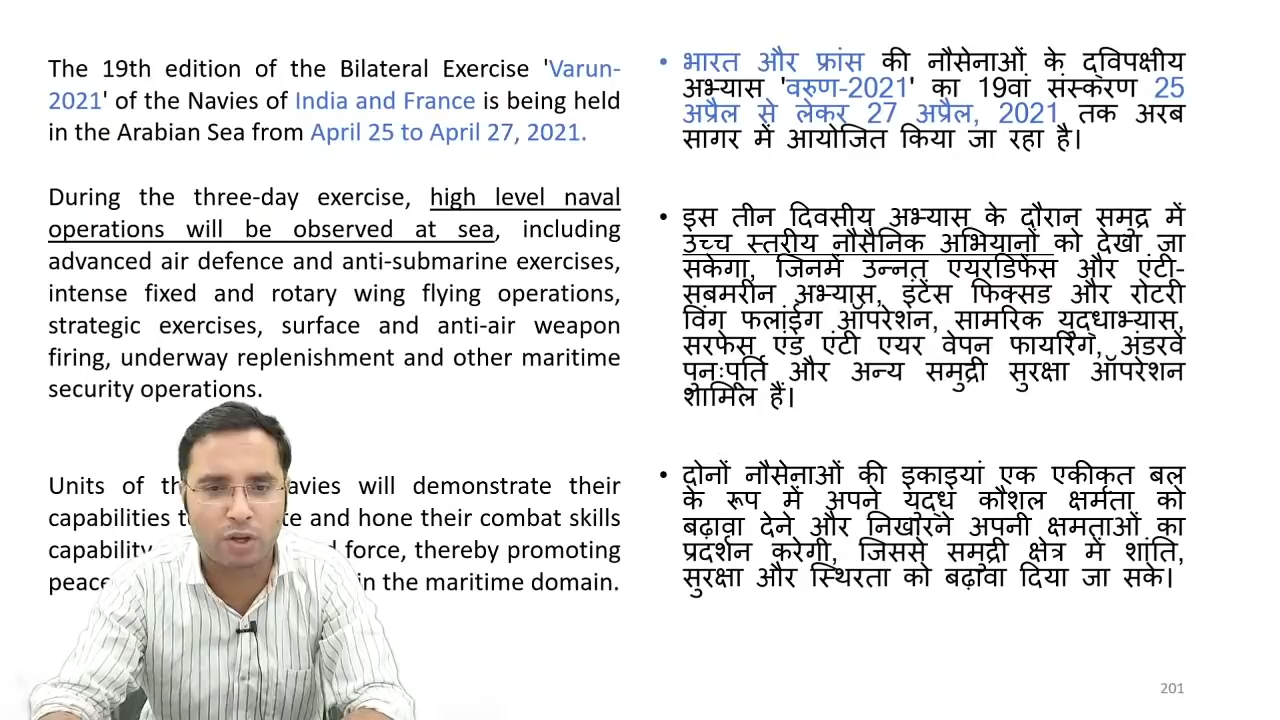 The 19th edition of the Bilateral Exercise 'Varun-
2021' of the Navies of India and France is being held
in the Arabian Sea from April 25 to April 27, 2021.
During the three-day exercise, high level naval
operations will be observed at sea, including
advanced air defence and anti-submarine exercises,
intense fixed and rotary wing flying operations,
strategic exercises, surface and anti-air weapon
firing, underway replenishment and other maritime
security operations.
Units of will demonstrate their
capabilities and hone their combat skills
capability force, thereby promoting
peace in the maritime domain.
• भारत और फ्रांस की नौसेनाओं के द्विपक्षीय
अभ्यास 'वरुण-2021' का 19वां संस्करण 25
अप्रैल से लेकर 27 अप्रैल, 2021 तक अरब
सागर में आयोजित किया जा रहा है।
• इस तीन दिवसीय अभ्यास के दौरान समुद्र में
उच्च स्तरीय नौसैनिक अभियानों को देखा जा
सकेगा, जिनमें उन्नत एयरडिफेंस और एंटी-
सबमरीन अभ्यास, इंटेंस फिक्सड और रोटरी
विंग फलांईग ऑपरेशन, सामरिक युद्धाभ्यास,
सरफेस एंड एंटी एयर वेपन फायरिंग, अंडरवे
पुनःपूर्ति और अन्य समुद्री सुरक्षा ऑपरेशन
शामिल हैं।
• दोनों नौसेनाओं की इकाइयां एक एकीकृत बल
के रूप में अपने युद्ध कौशल क्षमता को
बढ़ावा देने और निखारने अपनी क्षमताओं का
प्रदर्शन करेगी, जिससे समुद्री क्षेत्र में शांति,
सुरक्षा और स्थिरता को बढ़ावा दिया जा सके।
201